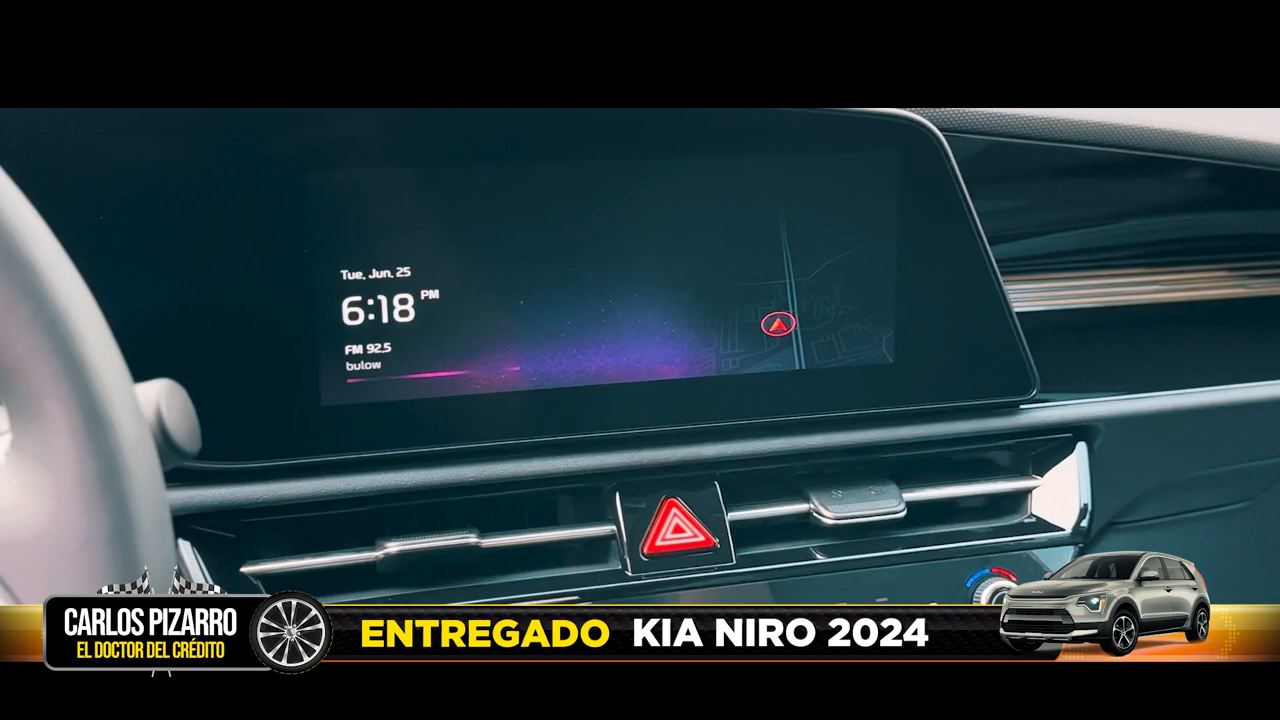 Tue, Jun. 25
6:18 PM
FM 92.5
bulow
CARLOS PIZARRO
EL DOCTOR DEL CRÉDITO
ENTREGADO KIA NIRO 2024